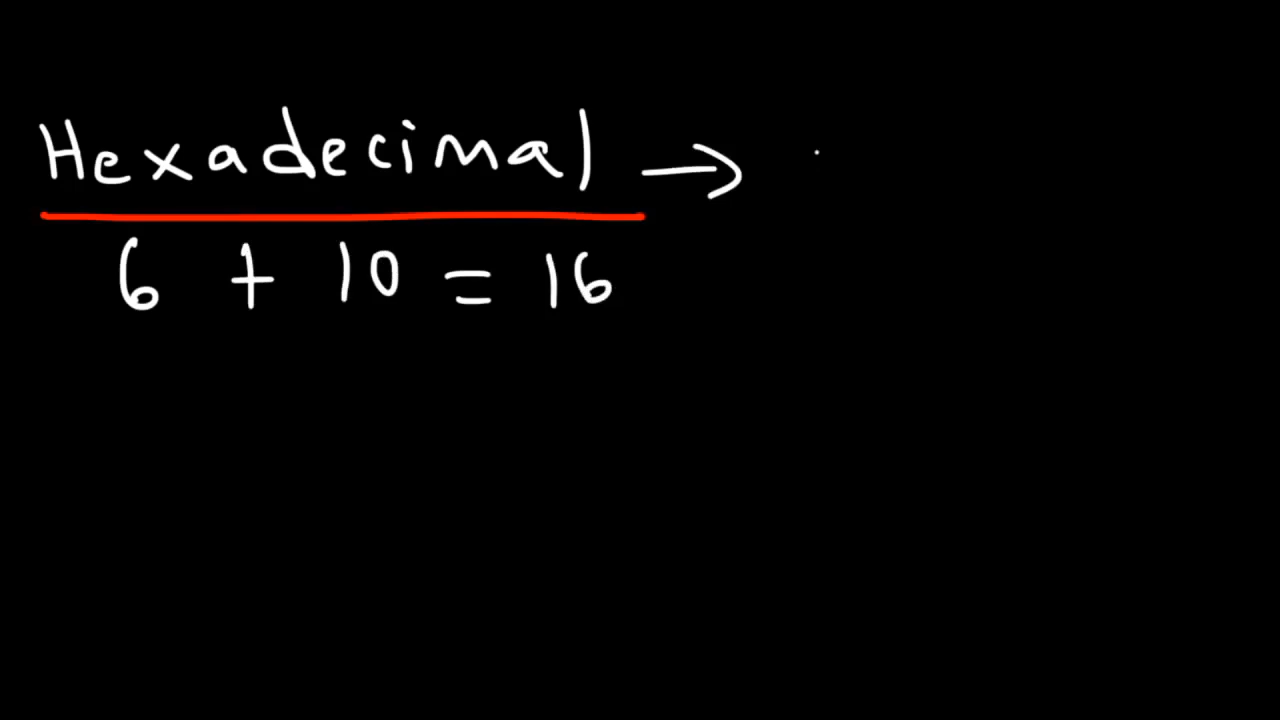 Hexadecimal →
6 + 10 = 16